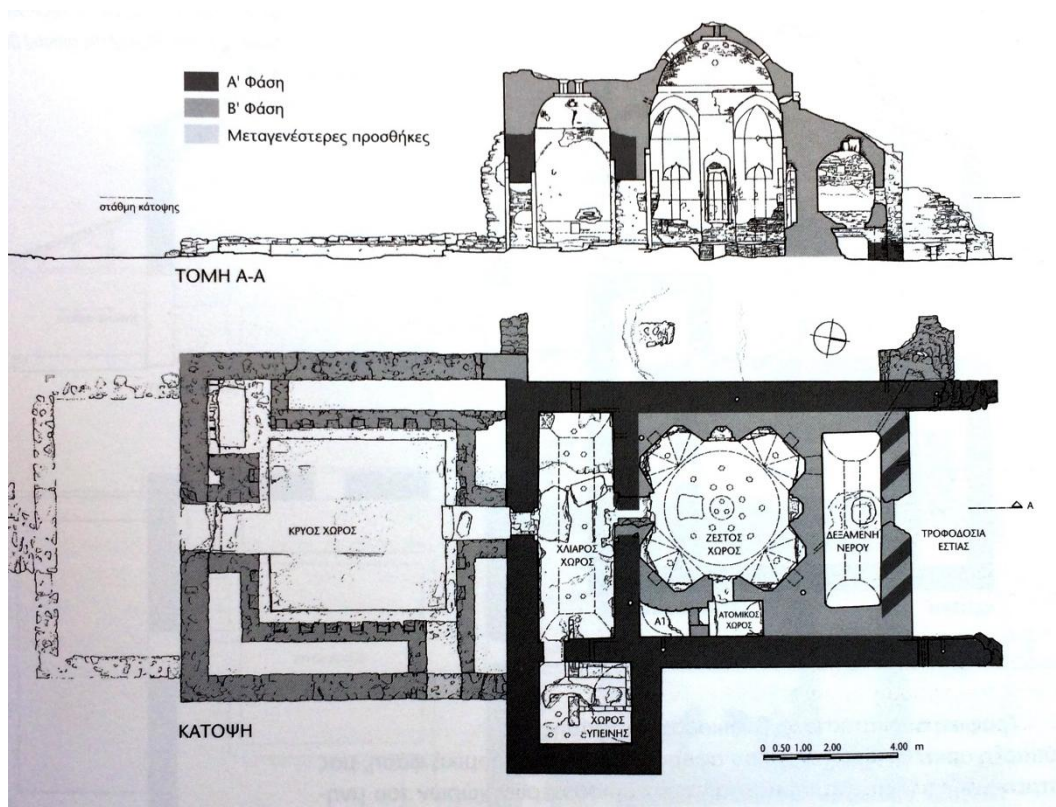 Α' Φάση
Β' Φάση
Μεταγενέστερες προσθήκες
στάθμη κάτοψης
ΤΟΜΗ Α-Α
ΚΡΥΟΣ ΧΩΡΟΣ
ΧΛΙΑΡΟΣ
ΧΩΡΟΣ
ΖΕΣΤΟΣ
ΧΩΡΟΣ
ΔΕΞΑΜΕΝΗ
ΝΕΡΟΥ
ΤΡΟΦΟΔΟΣΙΑ
ΕΣΤΙΑΣ
Α
Α1
ΑΤΟΜΙΚΟΣ
ΧΩΡΟΣ
ΧΩΡΟΣ
ΥΓΙΕΙΝΗΣ
ΚΑΤΟΨΗ
0 0.50 1.00 2.00 4.00 m